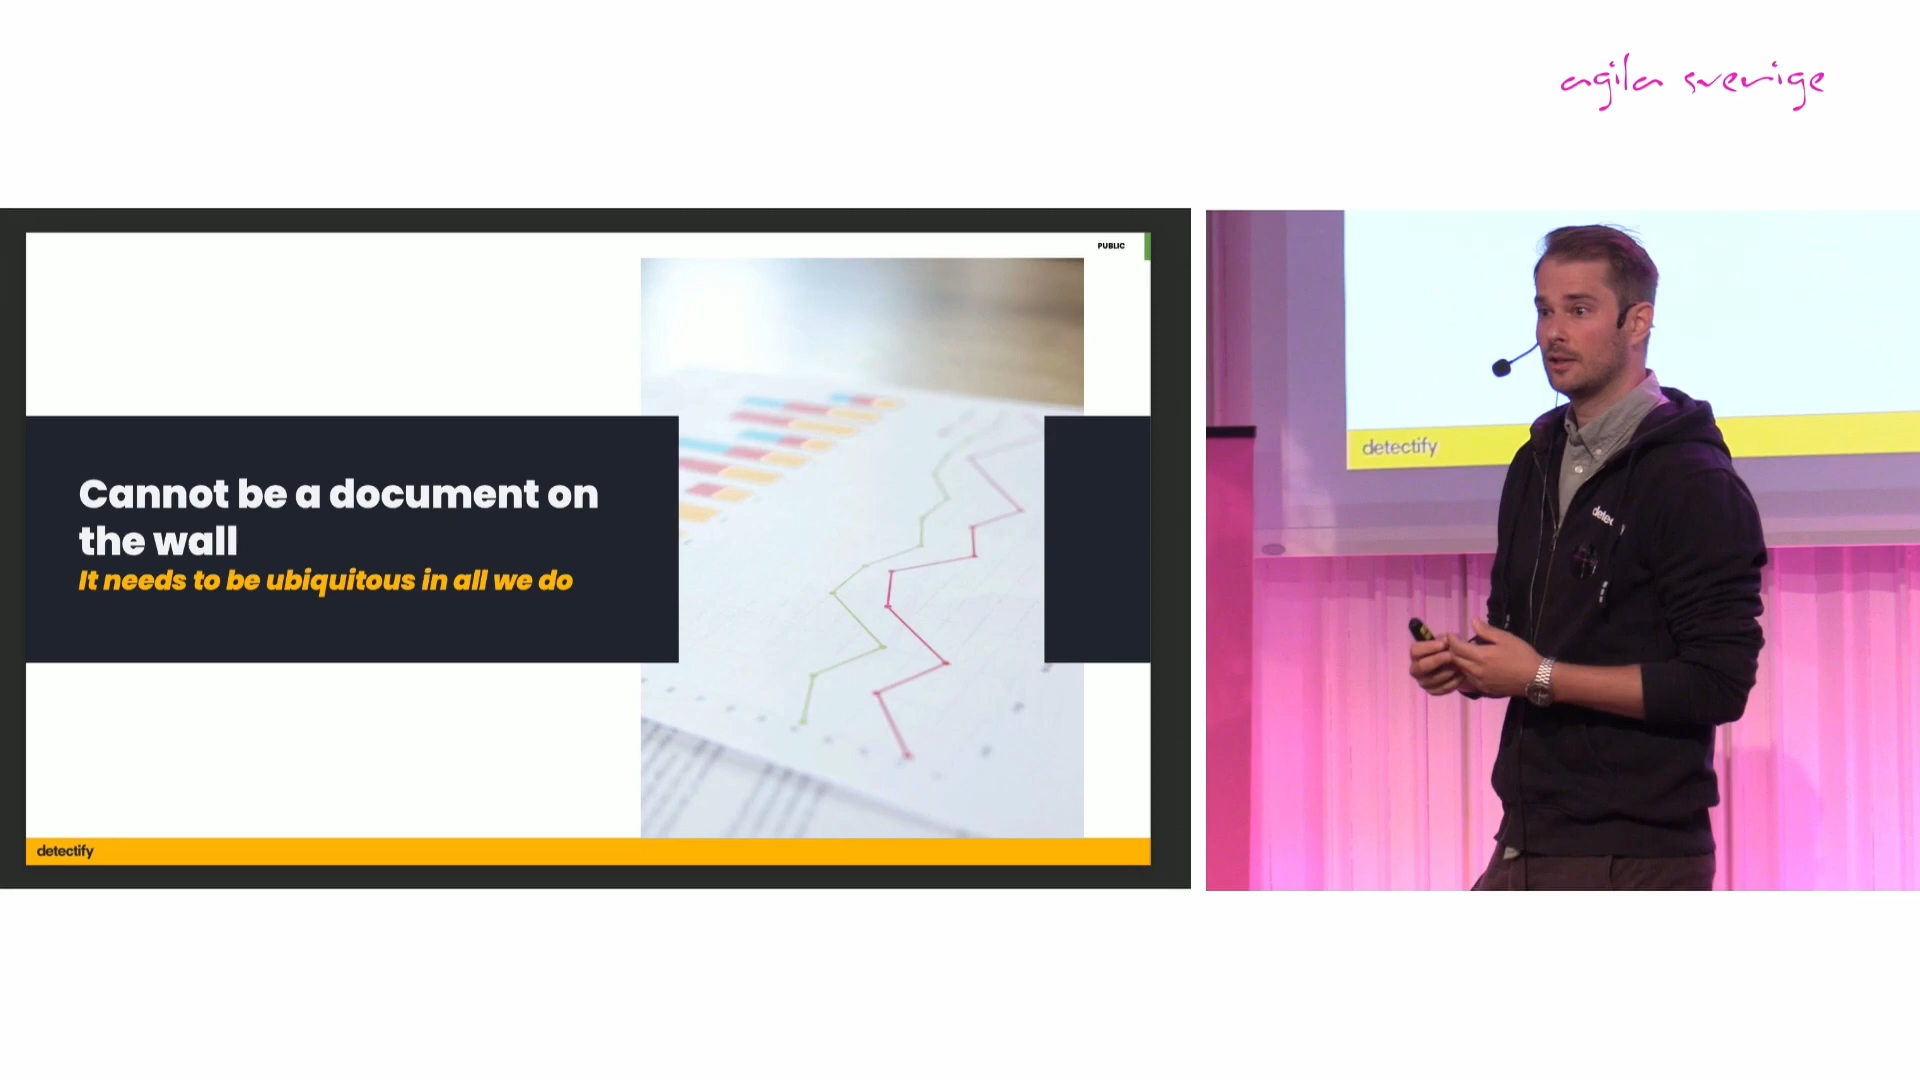 agila sverige
PUBLIC
Cannot be a document on
the wall
It needs to be ubiquitous in all we do
detectify
detectify